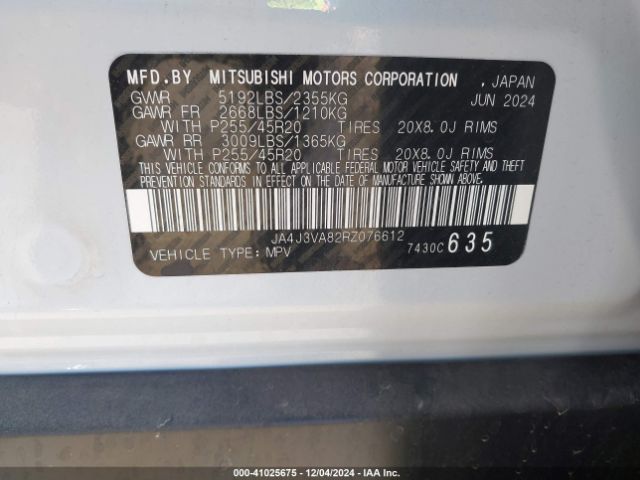 MFD.BY MITSUBISHI MOTORS CORPORATION , JAPAN
GVWR 5192LBS/2355KG JUN 2024
GAWR FR 2668LBS/1210KG
WITH P255/45R20 TIRES 20X8.0J RIMS
GAWR RR 3009LBS/1365KG
WITH P255/45R20 TIRES 20X8.0J RIMS
THIS VEHICLE CONFORMS TO ALL APPLICABLE FEDERAL MOTOR VEHICLE SAFETY AND THEFT
PREVENTION STANDARDS IN EFFECT ON THE DATE OF MANUFACTURE SHOWN ABOVE.
JA4J3VA82RZ076612
VEHICLE TYPE: MPV 7430C 635
000-41025675 - 12/04/2024 - IAA Inc.